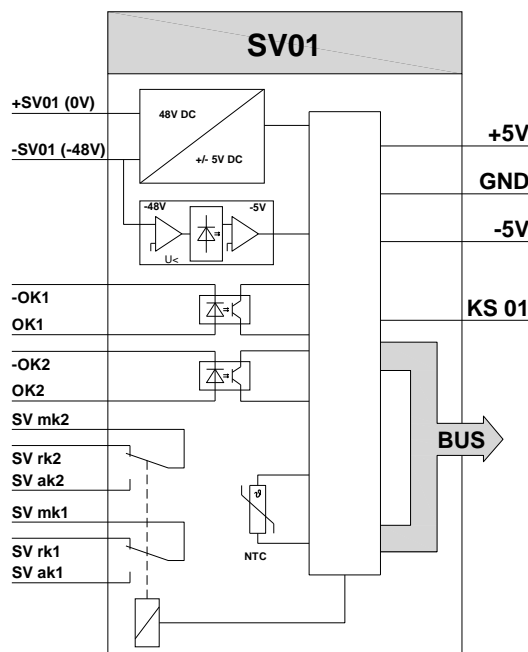 SV01
+SV01 (0V)
48V DC
+/- 5V DC
-SV01 (-48V)
+5V
GND
-5V
-48V
-5V
U<
-OK1
OK1
KS 01
-OK2
OK2
SV mk2
BUS
SV rk2
SV ak2
SV mk1
ϑ
SV rk1
NTC
SV ak1